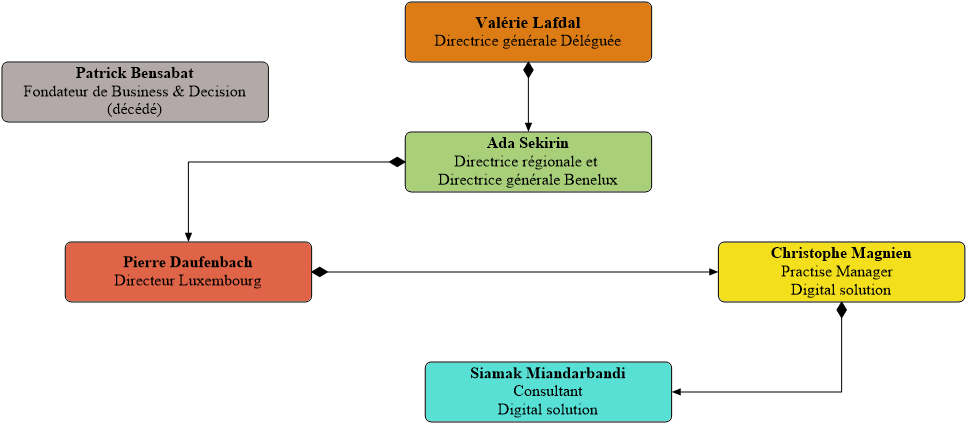 Valérie Lafdal
Directrice générale Déléguée
Patrick Bensabat
Fondateur de Business & Decision
(décédé)
Ada Sekirin
Directrice régionale et
Directrice générale Benelux
Pierre Daufenbach
Directeur Luxembourg
Christophe Magnien
Practise Manager
Digital solution
Siamak Miandarbandi
Consultant
Digital solution